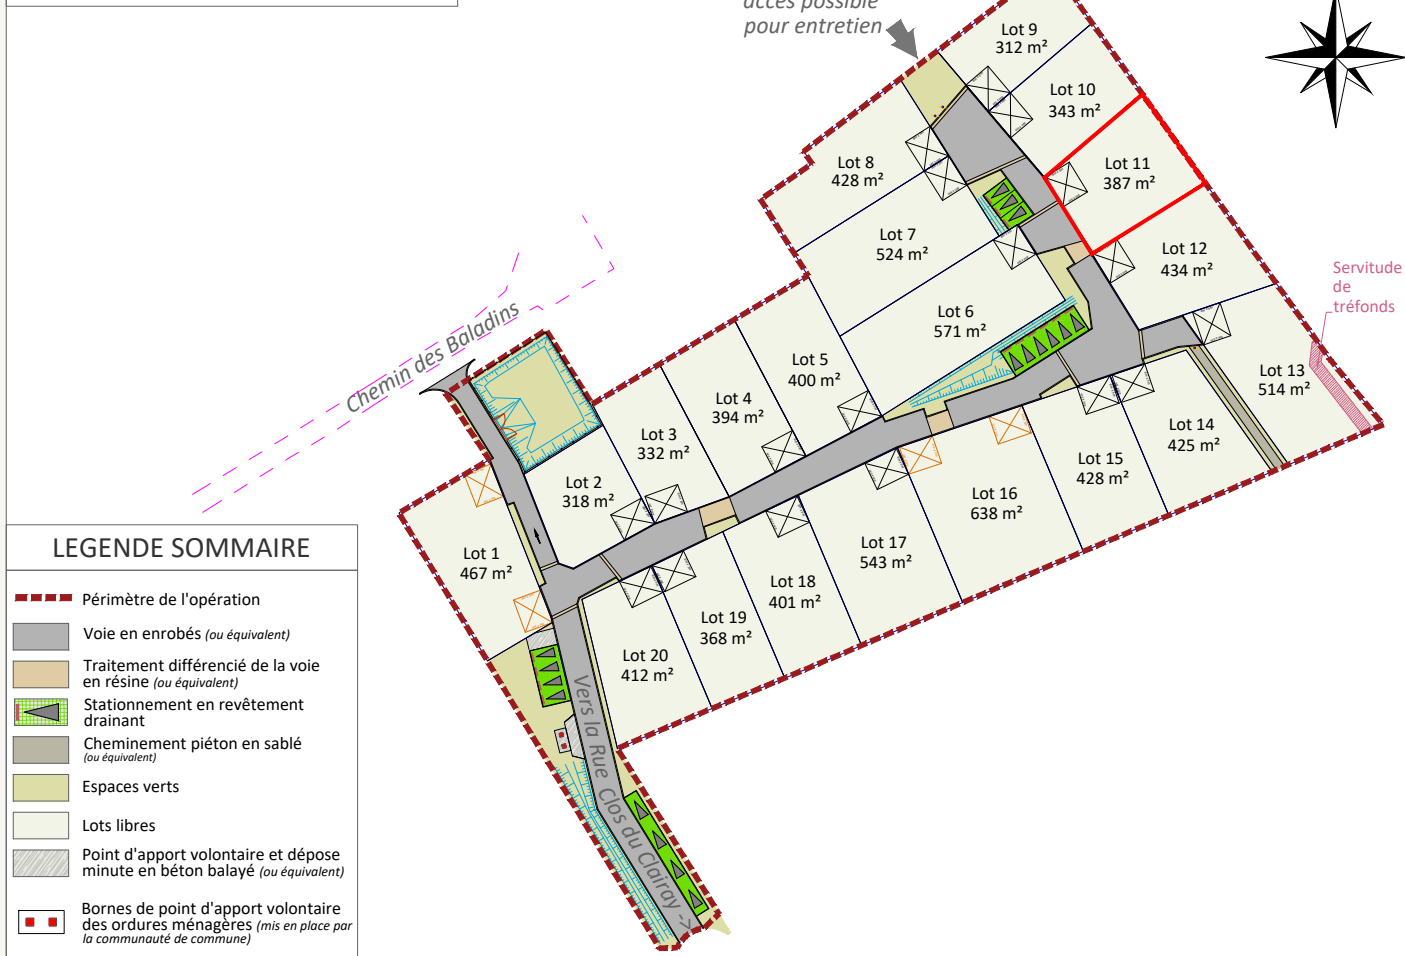 accès possible
pour entretien
Lot 9
312 m²
Lot 10
343 m²
Lot 11
387 m²
Lot 8
428 m²
Lot 7
524 m²
Lot 12
434 m²
Servitude
de
tréfonds
Lot 6
571 m²
Chemin des Baladins
Lot 5
400 m²
Lot 13
514 m²
Lot 4
394 m²
Lot 3
332 m²
Lot 14
425 m²
Lot 15
428 m²
Lot 2
318 m²
Lot 16
638 m²
Lot 1
467 m²
Lot 17
543 m²
Lot 18
401 m²
Lot 19
368 m²
Lot 20
412 m²
Vers la Rue Clos du Clairay ->
LEGENDE SOMMAIRE
Périmètre de l'opération
Voie en enrobés (ou équivalent)
Traitement différencié de la voie
en résine (ou équivalent)
Stationnement en revêtement
drainant
Cheminement piéton en sablé
(ou équivalent)
Espaces verts
Lots libres
Point d'apport volontaire et dépose
minute en béton balayé (ou équivalent)
Bornes de point d'apport volontaire
des ordures ménagères (mis en place par
la communauté de commune)